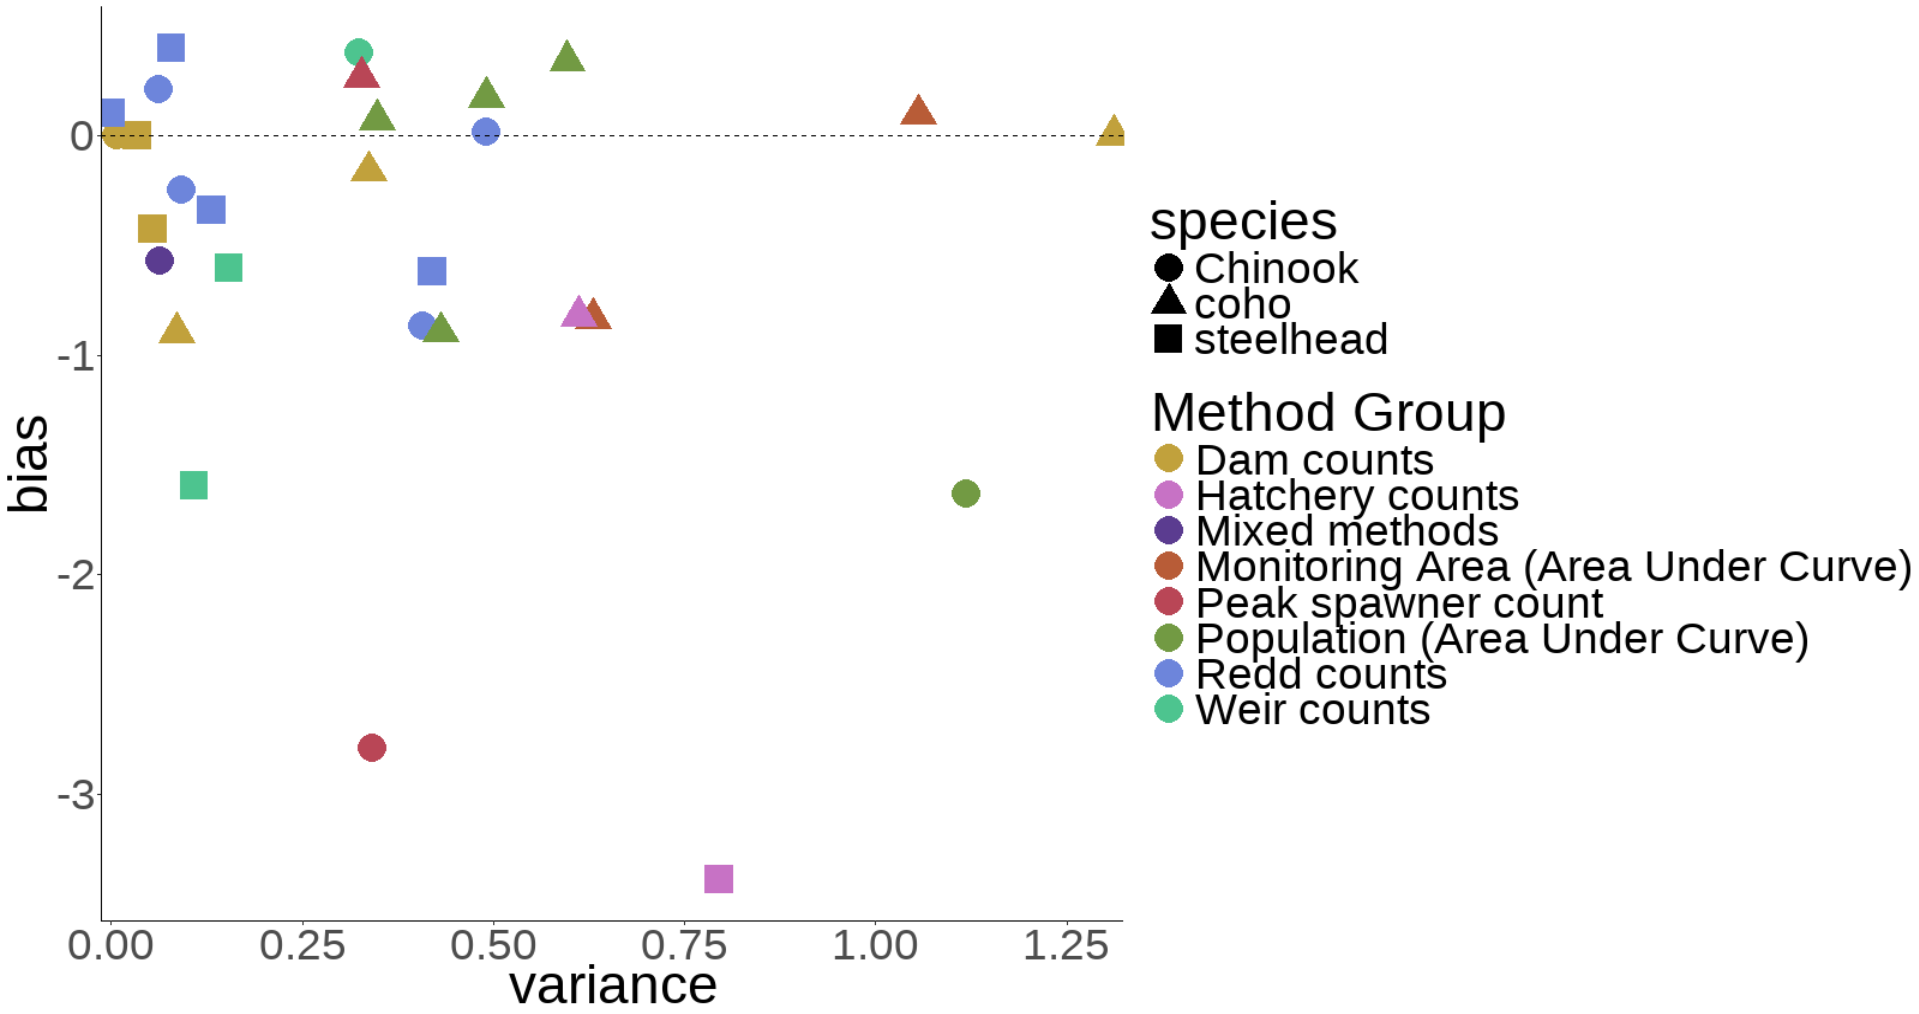 0
-1
-2
-3
bias
0.00 0.25 0.50 0.75 1.00 1.25
variance
species
Chinook
coho
steelhead
Method Group
Dam counts
Hatchery counts
Mixed methods
Monitoring Area (Area Under Curve)
Peak spawner count
Population (Area Under Curve)
Redd counts
Weir counts